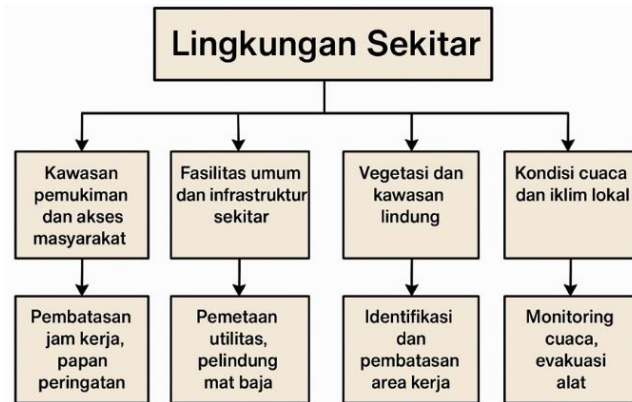 Lingkungan Sekitar
Kawasan
pemukiman
dan akses
masyarakat
Fasilitas umum
dan infrastruktur
sekitar
Vegetasi dan
kawasan
lindung
Kondisi cuaca
dan iklim lokal
Pembatasan
jam kerja,
papan
peringatan
Pemetaan
utilitas,
pelindung
mat baja
Identifikasi
dan
pembatasan
area kerja
Monitoring
cuaca,
evakuasi
alat